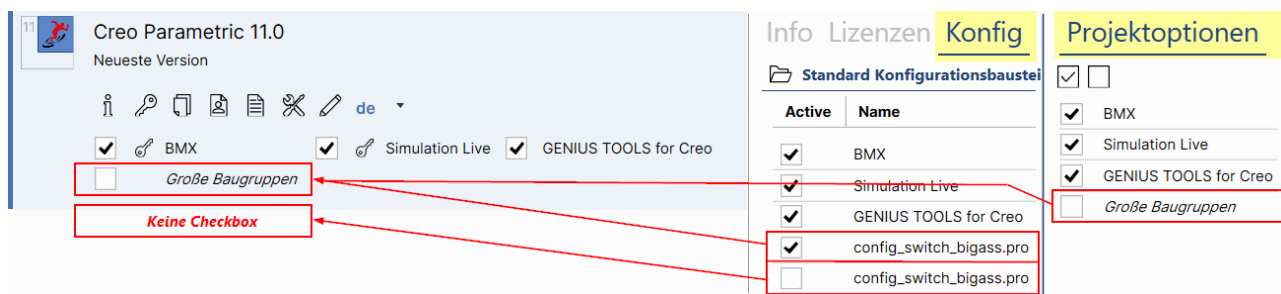 11
Creo Parametric 11.0
Neueste Version
de
BMX
Simulation Live
GENIUS TOOLS for Creo
Große Baugruppen
Keine Checkbox
Info Lizenzen Konfig
Standard Konfigurationsbaustei
Active Name
BMX
Simulation Live
GENIUS TOOLS for Creo
config_switch_bigass.pro
config_switch_bigass.pro
Projektoptionen
BMX
Simulation Live
GENIUS TOOLS for Creo
Große Baugruppen